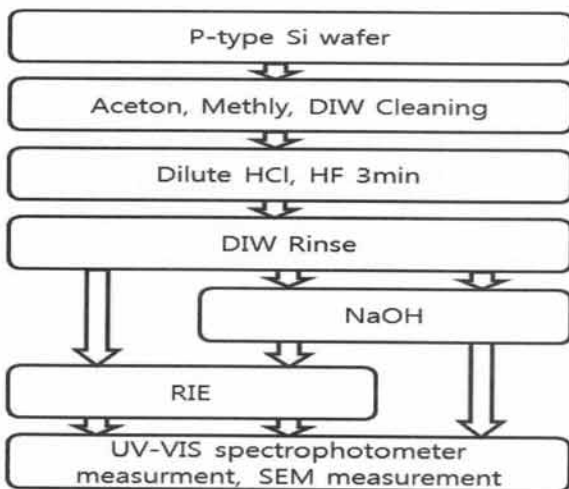 P-type Si wafer
Aceton, Methly, DIW Cleaning
Dilute HCl, HF 3min
DIW Rinse
NaOH
RIE
UV-VIS spectrophotometer
measurment, SEM measurement